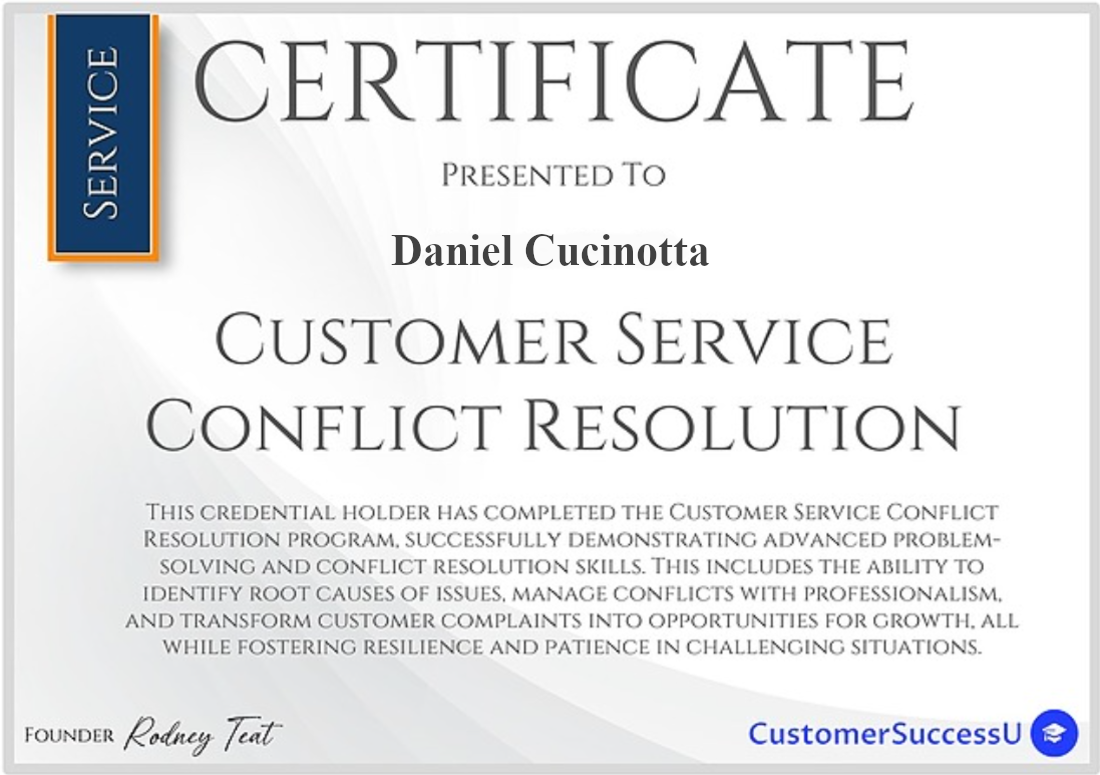 SERVICE
CERTIFICATE
PRESENTED TO
Daniel Cucinotta
CUSTOMER SERVICE
CONFLICT RESOLUTION
THIS CREDENTIAL HOLDER HAS COMPLETED THE CUSTOMER SERVICE CONFLICT
RESOLUTION PROGRAM, SUCCESSFULLY DEMONSTRATING ADVANCED PROBLEM-
SOLVING AND CONFLICT RESOLUTION SKILLS. THIS INCLUDES THE ABILITY TO
IDENTIFY ROOT CAUSES OF ISSUES, MANAGE CONFLICTS WITH PROFESSIONALISM,
AND TRANSFORM CUSTOMER COMPLAINTS INTO OPPORTUNITIES FOR GROWTH, ALL
WHILE FOSTERING RESILIENCE AND PATIENCE IN CHALLENGING SITUATIONS.
FOUNDER Rodney Teat
CustomerSuccessU